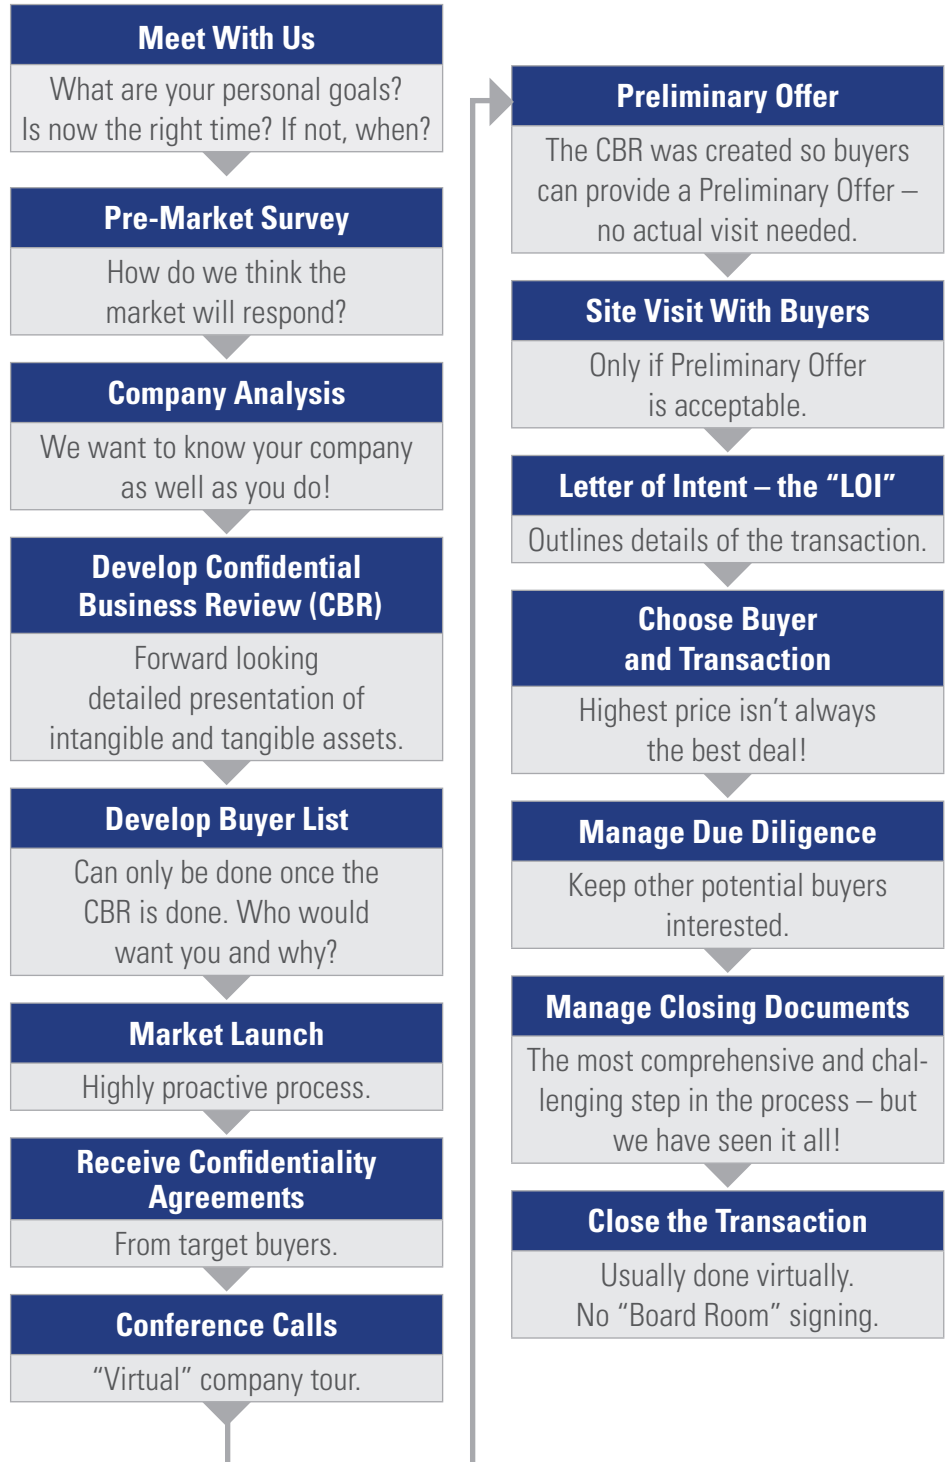 Meet With Us
What are your personal goals?
Is now the right time? If not, when?
Pre-Market Survey
How do we think the
market will respond?
Company Analysis
We want to know your company
as well as you do!
Develop Confidential
Business Review (CBR)
Forward looking
detailed presentation of
intangible and tangible assets.
Develop Buyer List
Can only be done once the
CBR is done. Who would
want you and why?
Market Launch
Highly proactive process.
Receive Confidentiality
Agreements
From target buyers.
Conference Calls
“Virtual” company tour.
Preliminary Offer
The CBR was created so buyers
can provide a Preliminary Offer –
no actual visit needed.
Site Visit With Buyers
Only if Preliminary Offer
is acceptable.
Letter of Intent – the “LOI”
Outlines details of the transaction.
Choose Buyer
and Transaction
Highest price isn’t always
the best deal!
Manage Due Diligence
Keep other potential buyers
interested.
Manage Closing Documents
The most comprehensive and chal-
lenging step in the process – but
we have seen it all!
Close the Transaction
Usually done virtually.
No “Board Room” signing.